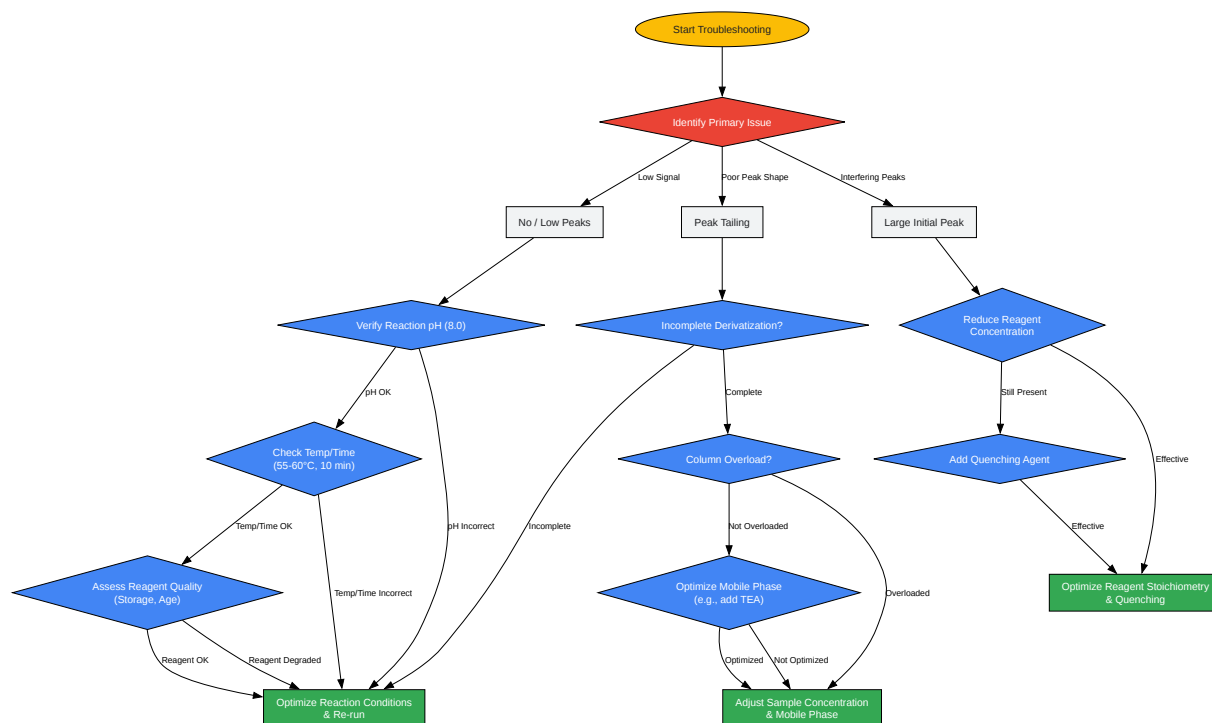 Start Troubleshooting
Identify Primary Issue
Low Signal
Poor Peak Shape
Interfering Peaks
No / Low Peaks
Peak Tailing
Large Initial Peak
Verify Reaction pH (8.0)
Incomplete Derivatization?
Reduce Reagent
Concentration
pH OK
Complete
Still Present
Check Temp/Time
(55-60°C, 10 min)
Column Overload?
Add Quenching Agent
Effective
Temp/Time OK
pH Incorrect
Incomplete
Not Overloaded
Effective
Assess Reagent Quality
(Storage, Age)
Temp/Time Incorrect
Optimize Mobile Phase
(e.g., add TEA)
Overloaded
Optimize Reagent Stoichiometry
& Quenching
Reagent OK
Reagent Degraded
Optimized
Not Optimized
Optimize Reaction Conditions
& Re-run
Adjust Sample Concentration
& Mobile Phase